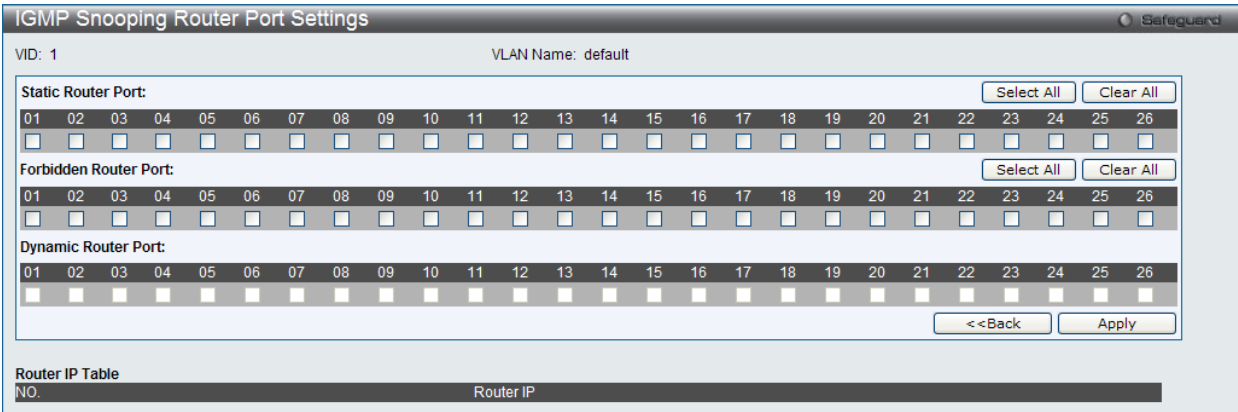 IGMP Snooping Router Port Settings Safeguard
VID: 1 VLAN Name: default
Static Router Port: Select All Clear All
01 02 03 04 05 06 07 08 09 10 11 12 13 14 15 16 17 18 19 20 21 22 23 24 25 26
Forbidden Router Port: Select All Clear All
01 02 03 04 05 06 07 08 09 10 11 12 13 14 15 16 17 18 19 20 21 22 23 24 25 26
Dynamic Router Port:
01 02 03 04 05 06 07 08 09 10 11 12 13 14 15 16 17 18 19 20 21 22 23 24 25 26
<<Back Apply
Router IP Table
NO. Router IP